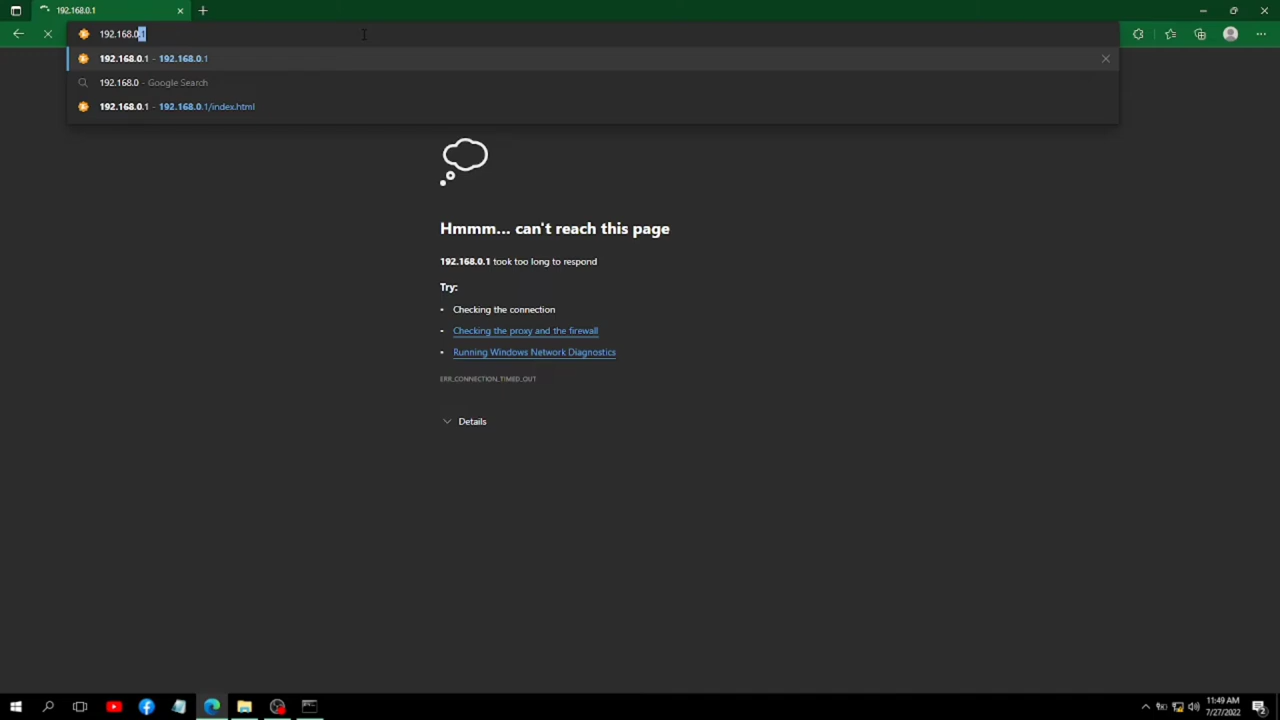 192.168.0.1
192.168.0.1
192.168.0.1 - 192.168.0.1
192.168.0 - Google Search
192.168.0.1 - 192.168.0.1/index.html
Hmmm... can't reach this page
192.168.0.1 took too long to respond
Try:
• Checking the connection
• Checking the proxy and the firewall
• Running Windows Network Diagnostics
ERR_CONNECTION_TIMED_OUT
Details
11:49 AM
7/27/2022
2